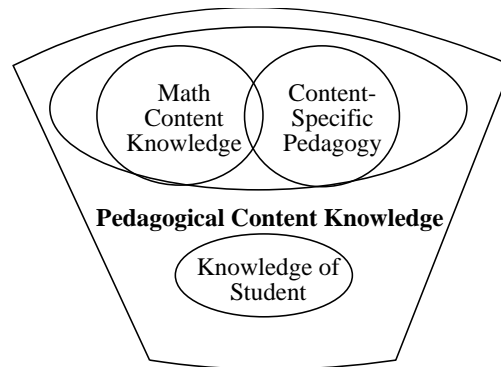 Math
Content
Knowledge
Content-
Specific
Pedagogy
Pedagogical Content Knowledge
Knowledge of
Student